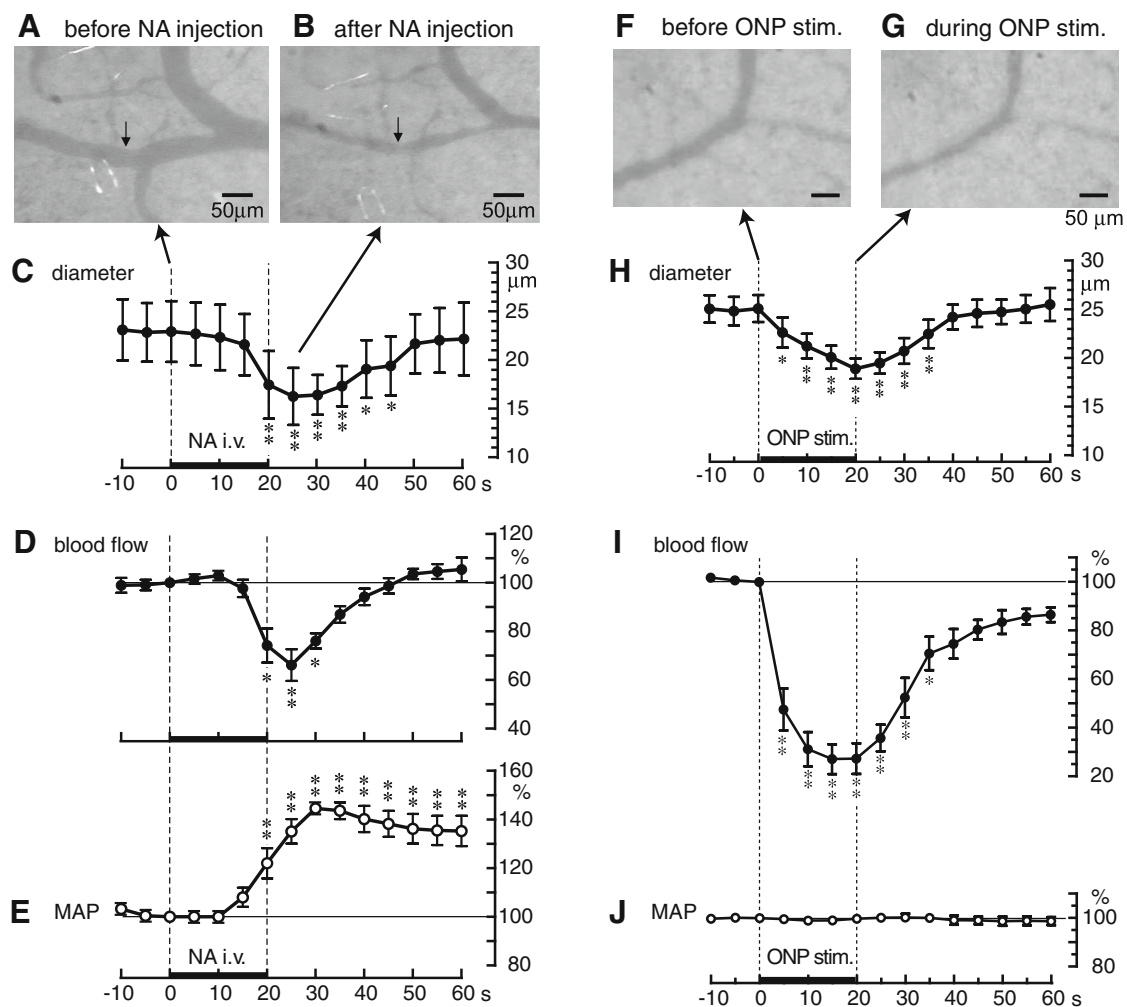 A before NA injection
B after NA injection
50μm
50μm
C diameter
30
μm
25
20
15
10
** ** ** ** * *
NA i.v.
-10 0 10 20 30 40 50 60 s
D blood flow
120
%
100
80
60
40
* ** *
E MAP
160
%
140
120
100
80
** ** ** ** ** ** ** ** **
NA i.v.
-10 0 10 20 30 40 50 60 s
F before ONP stim.
G during ONP stim.
50 μm
H diameter
30
μm
25
20
15
10
* ** ** ** ** ** **
ONP stim.
-10 0 10 20 30 40 50 60 s
I blood flow
%
100
80
60
40
20
** ** ** ** ** ** *
J MAP
%
100
80
ONP stim.
-10 0 10 20 30 40 50 60 s